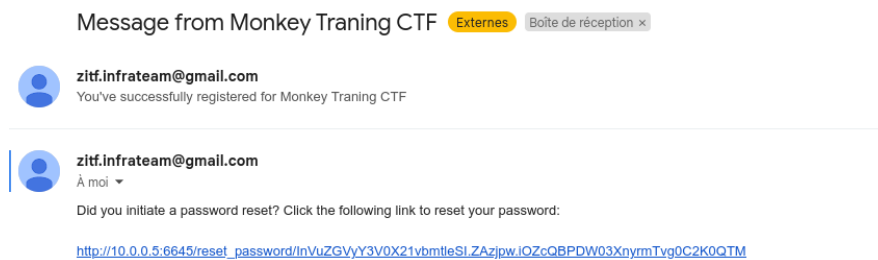 Message from Monkey Traning CTF Externes Boîte de réception ×
zitf.infrateam@gmail.com
You've successfully registered for Monkey Traning CTF
zitf.infrateam@gmail.com
À moi
Did you initiate a password reset? Click the following link to reset your password:
http://10.0.0.5:6645/reset_password/InVuZGVyY3V0X21vbmtleSI.ZAzjpw.iOZcQBPDW03XnyrmTvg0C2K0QTM